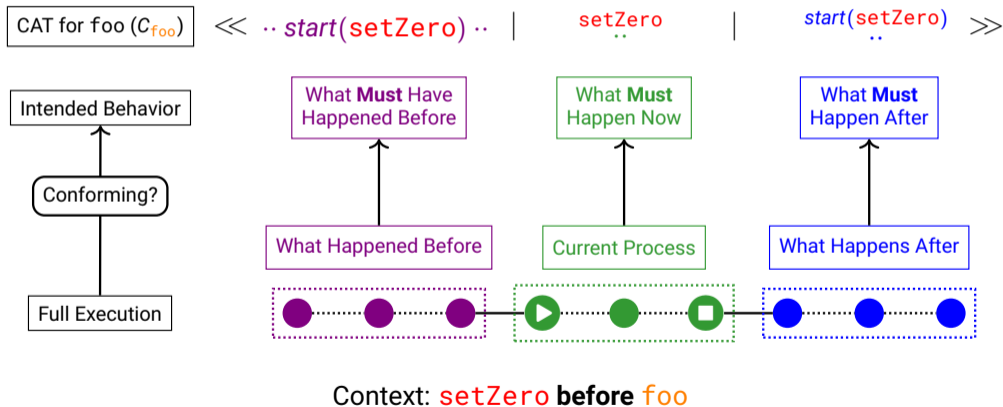 CAT for foo (C_foo) ≪ ·· start(setZero) ·· | setZero ·· | start(setZero) ·· ≫
Intended Behavior
What Must Have
Happened Before
What Must
Happen Now
What Must
Happen After
Conforming?
What Happened Before
Current Process
What Happens After
Full Execution
Context: setZero before foo